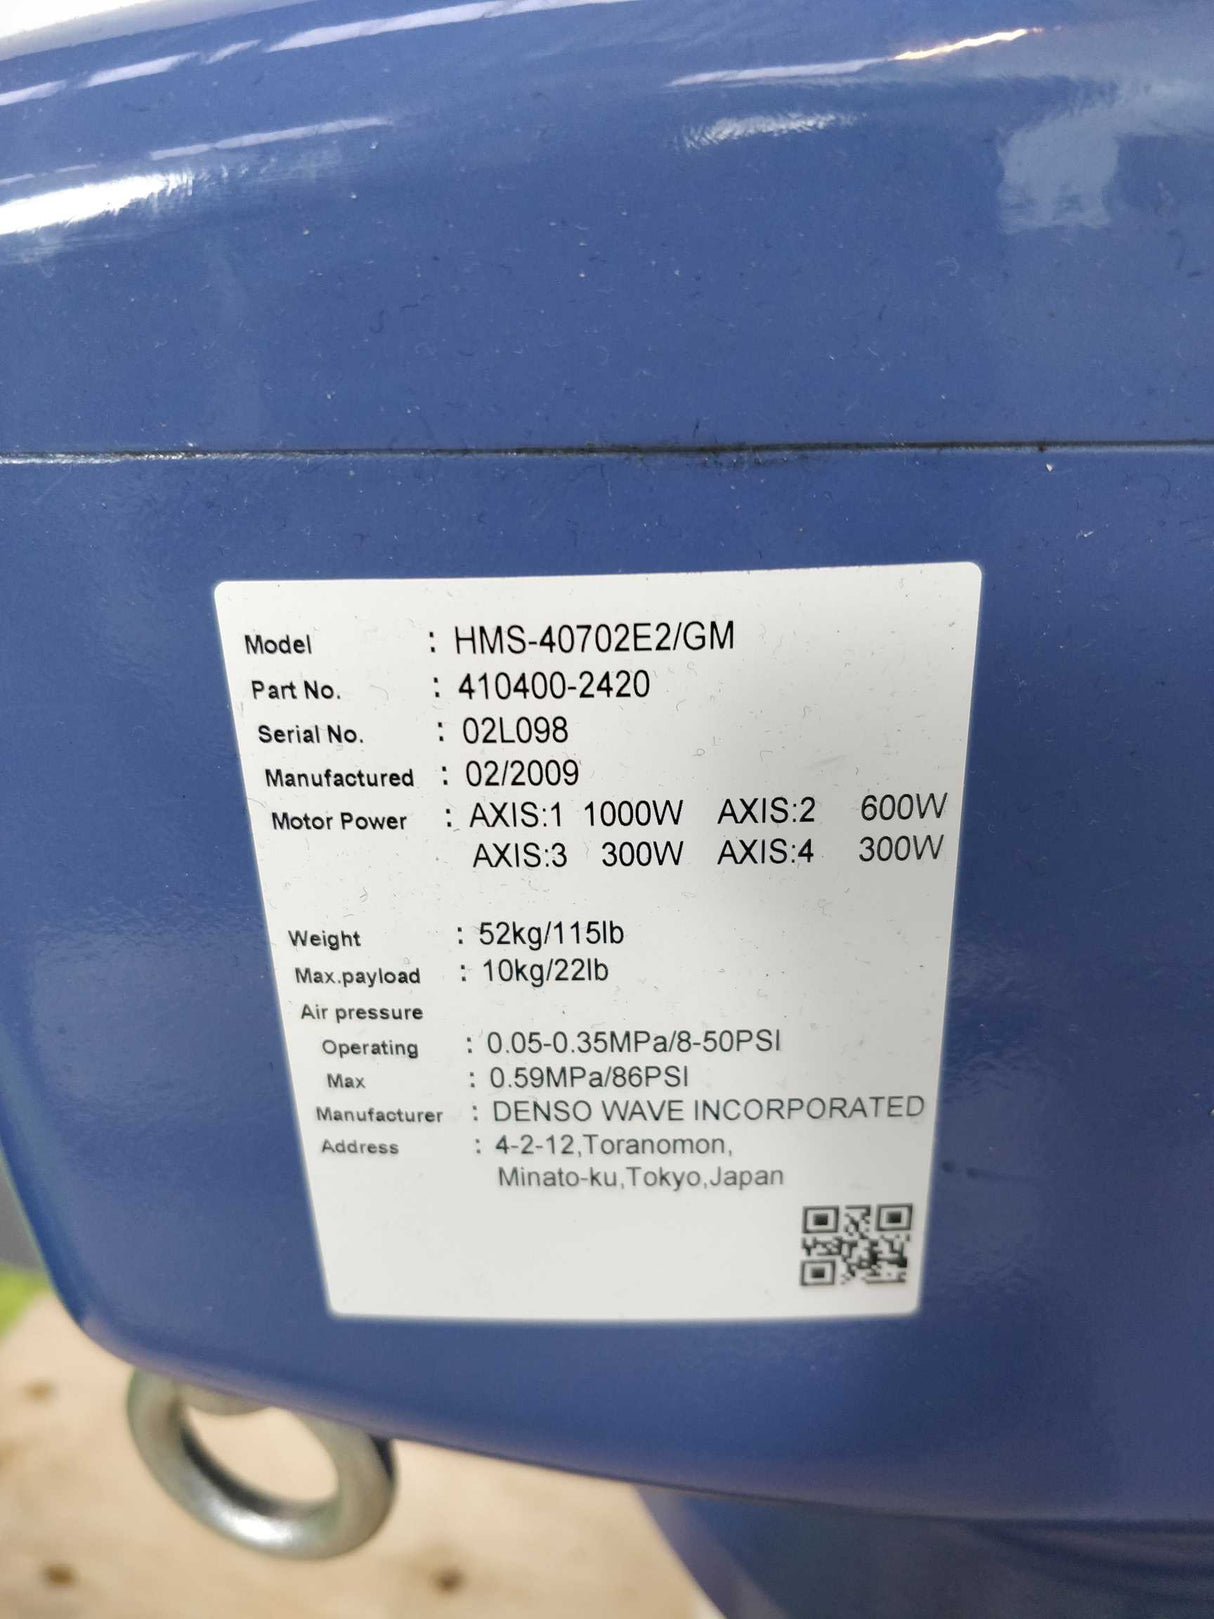 Model : HMS-40702E2/GM
Part No. : 410400-2420
Serial No. : 02L098
Manufactured : 02/2009
Motor Power : AXIS:1 1000W AXIS:2 600W
AXIS:3 300W AXIS:4 300W
Weight : 52kg/115lb
Max.payload : 10kg/22lb
Air pressure
Operating : 0.05-0.35MPa/8-50PSI
Max : 0.59MPa/86PSI
Manufacturer : DENSO WAVE INCORPORATED
Address : 4-2-12,Toranomon,
Minato-ku,Tokyo,Japan